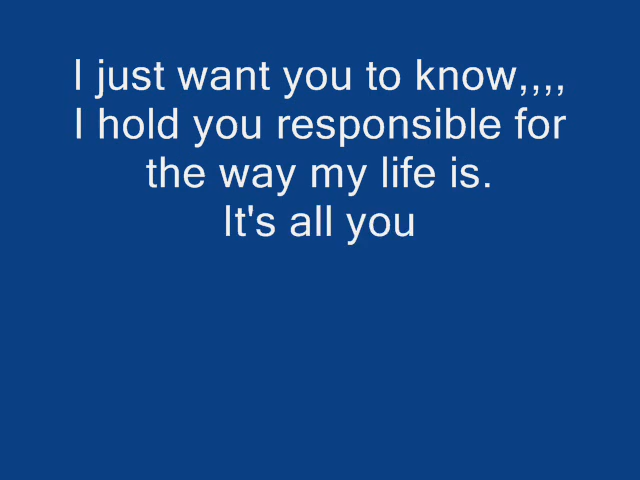 I just want you to know,,,,
I hold you responsible for
the way my life is.
It's all you